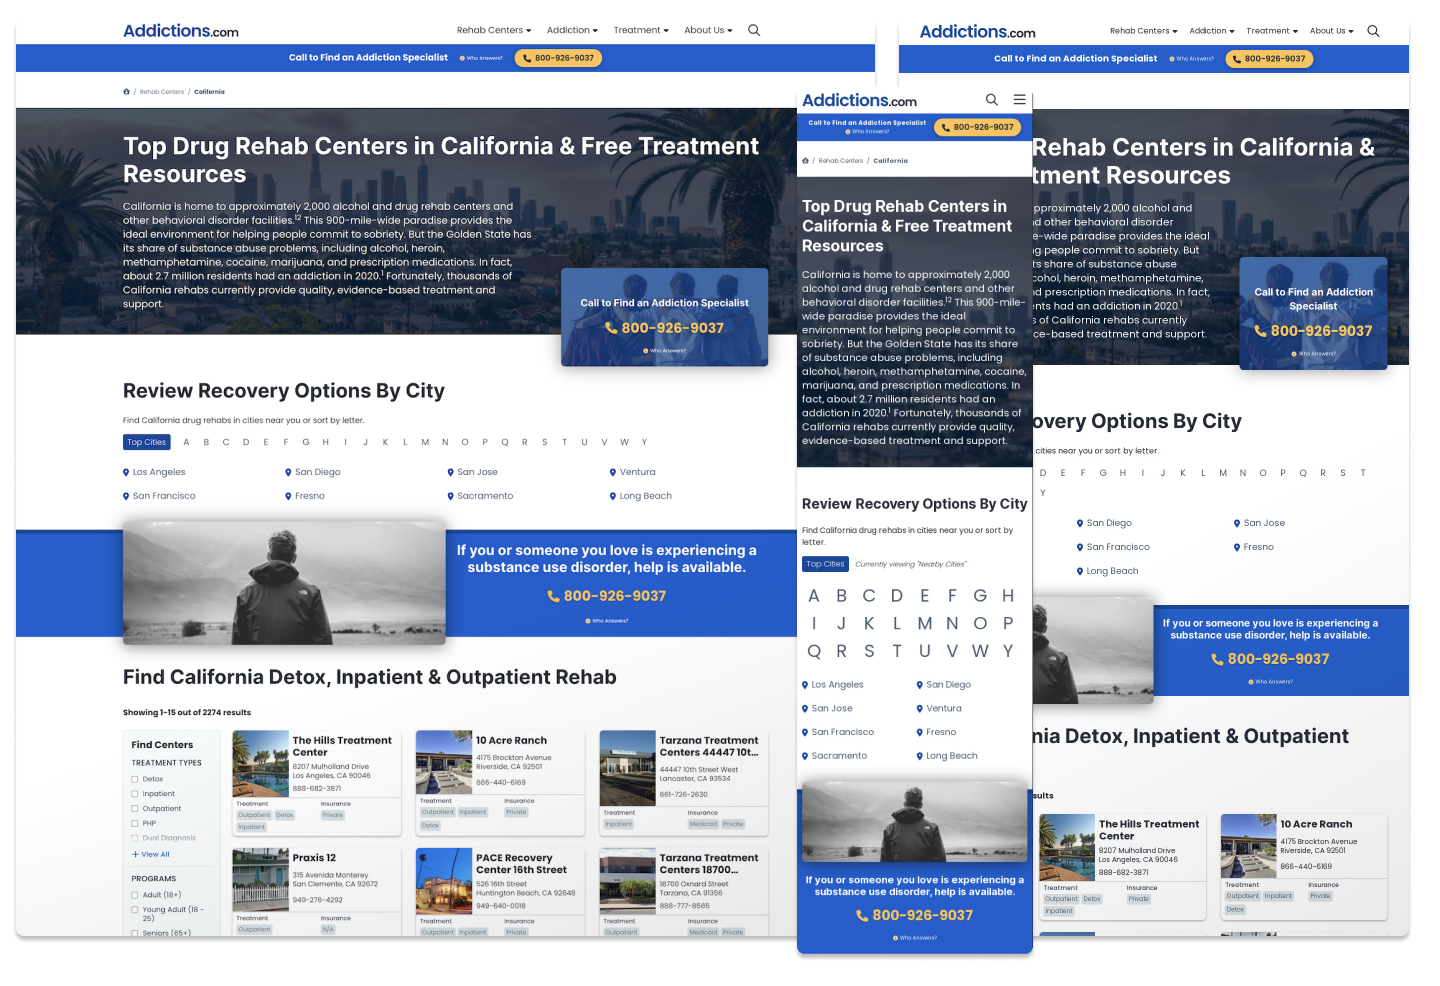 Addictions.com
Rehab Centers
Addiction
Treatment
About Us
Call to Find an Addiction Specialist
Who Answers?
800-926-9037
/ Rehab Centers / California
Top Drug Rehab Centers in California & Free Treatment
Resources
California is home to approximately 2,000 alcohol and drug rehab centers and
other behavioral disorder facilities.12 This 900-mile-wide paradise provides the
ideal environment for helping people commit to sobriety. But the Golden State has
its share of substance abuse problems, including alcohol, heroin,
methamphetamine, cocaine, marijuana, and prescription medications. In fact,
about 2.7 million residents had an addiction in 2020.1 Fortunately, thousands of
California rehabs currently provide quality, evidence-based treatment and
support.
Call to Find an Addiction Specialist
800-926-9037
Who Answers?
Review Recovery Options By City
Find California drug rehabs in cities near you or sort by letter.
Top Cities A B C D E F G H I J K L M N O P Q R S T U V W Y
Los Angeles San Diego San Jose Ventura
San Francisco Fresno Sacramento Long Beach
If you or someone you love is experiencing a
substance use disorder, help is available.
800-926-9037
Who Answers?
Find California Detox, Inpatient & Outpatient Rehab
Showing 1-15 out of 2274 results
Find Centers
TREATMENT TYPES
Detox
Inpatient
Outpatient
PHP
Dual Diagnosis
+ View All
PROGRAMS
Adult (18+)
Young Adult (18 -
25)
Seniors (65+)
The Hills Treatment
Center
8207 Mulholland Drive
Los Angeles, CA 90046
888-682-3871
Treatment Insurance
Outpatient Detox Private
Inpatient
10 Acre Ranch
4175 Brockton Avenue
Riverside, CA 92501
866-440-6169
Treatment Insurance
Outpatient Inpatient Private
Detox
Tarzana Treatment
Centers 44447 10t...
44447 10th Street West
Lancaster, CA 93534
661-726-2630
Treatment Insurance
Inpatient Medicaid Private
Praxis 12
315 Avenida Monterey
San Clemente, CA 92672
949-276-4292
Treatment Insurance
Outpatient N/A
PACE Recovery
Center 16th Street
526 16th Street
Huntington Beach, CA 92648
949-640-0018
Treatment Insurance
Outpatient Inpatient Private
Tarzana Treatment
Centers 18700...
18700 Oxnard Street
Tarzana, CA 91356
888-777-8565
Treatment Insurance
Outpatient Medicaid Private
Addictions.com
Call to Find an Addiction Specialist
Who Answers?
800-926-9037
/ Rehab Centers / California
Top Drug Rehab Centers in
California & Free Treatment
Resources
California is home to approximately 2,000
alcohol and drug rehab centers and other
behavioral disorder facilities.12 This 900-mile-
wide paradise provides the ideal
environment for helping people commit to
sobriety. But the Golden State has its share
of substance abuse problems, including
alcohol, heroin, methamphetamine, cocaine,
marijuana, and prescription medications. In
fact, about 2.7 million residents had an
addiction in 2020.1 Fortunately, thousands of
California rehabs currently provide quality,
evidence-based treatment and support.
Review Recovery Options By City
Find California drug rehabs in cities near you or sort by
letter.
Top Cities Currently viewing "Nearby Cities"
A B C D E F G H
I J K L M N O P
Q R S T U V W Y
Los Angeles San Diego
San Jose Ventura
San Francisco Fresno
Sacramento Long Beach
If you or someone you love is experiencing a
substance use disorder, help is available.
800-926-9037
Who Answers?
Addictions.com
Rehab Centers
Addiction
Treatment
About Us
Call to Find an Addiction Specialist
Who Answers?
800-926-9037
Rehab Centers in California &
tment Resources
pproximately 2,000 alcohol and
d other behavioral disorder
e-wide paradise provides the ideal
g people commit to sobriety. But
ts share of substance abuse
cohol, heroin, methamphetamine,
d prescription medications. In fact,
nts had an addiction in 2020.1
s of California rehabs currently
ce-based treatment and support.
Call to Find an Addiction
Specialist
800-926-9037
Who Answers?
overy Options By City
cities near you or sort by letter.
D E F G H I J K L M N O P Q R S T
Y
San Diego San Jose
San Francisco Fresno
Long Beach
If you or someone you love is experiencing a
substance use disorder, help is available.
800-926-9037
Who Answers?
nia Detox, Inpatient & Outpatient
sults
The Hills Treatment
Center
8207 Mulholland Drive
Los Angeles, CA 90046
888-682-3871
Treatment Insurance
Outpatient Detox Private
Inpatient
10 Acre Ranch
4175 Brockton Avenue
Riverside, CA 92501
866-440-6169
Treatment Insurance
Outpatient Inpatient Private
Detox